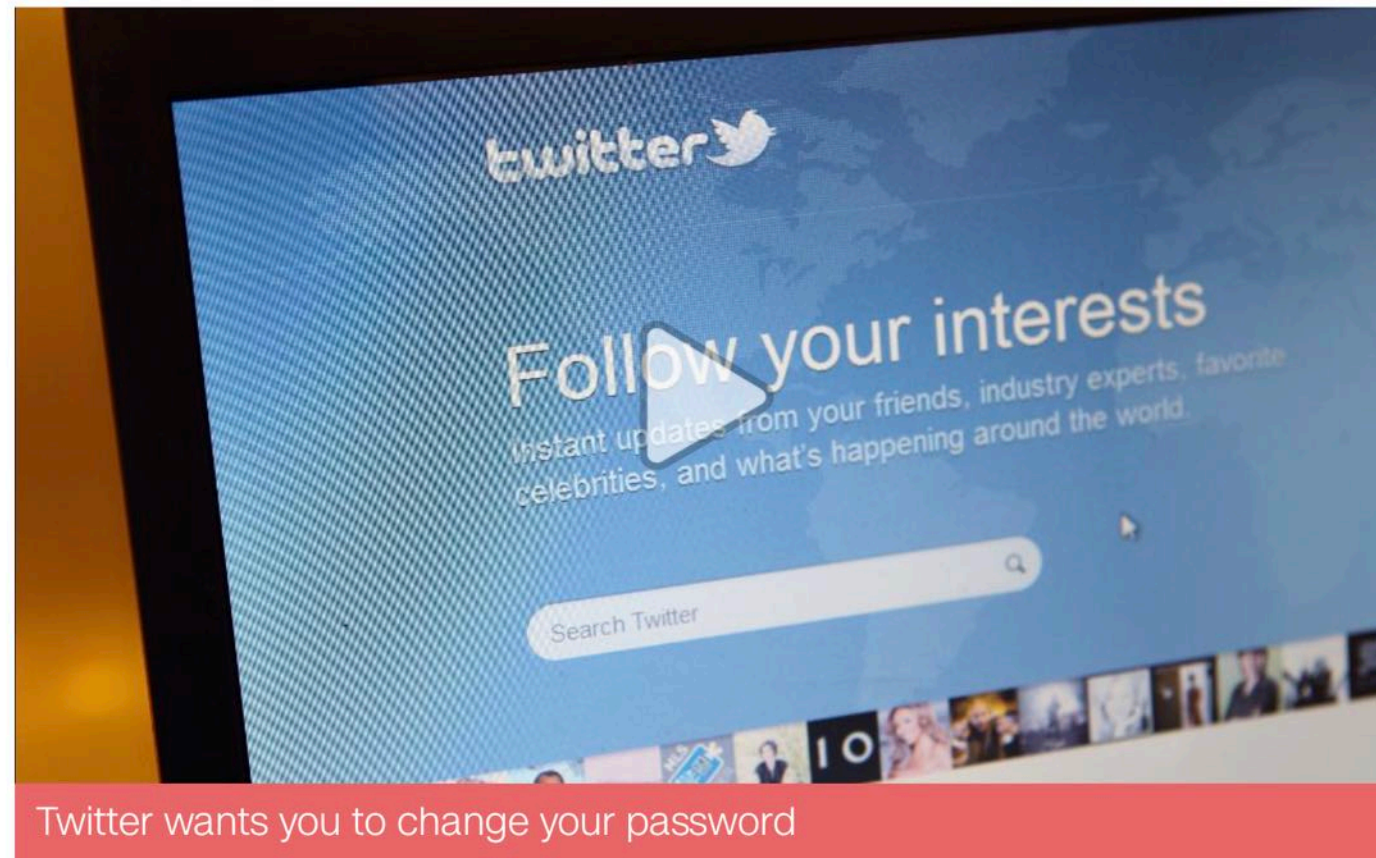 twitter
Follow your interests
Instant updates from your friends, industry experts, favorite
celebrities, and what's happening around the world.
Search Twitter
10
Twitter wants you to change your password